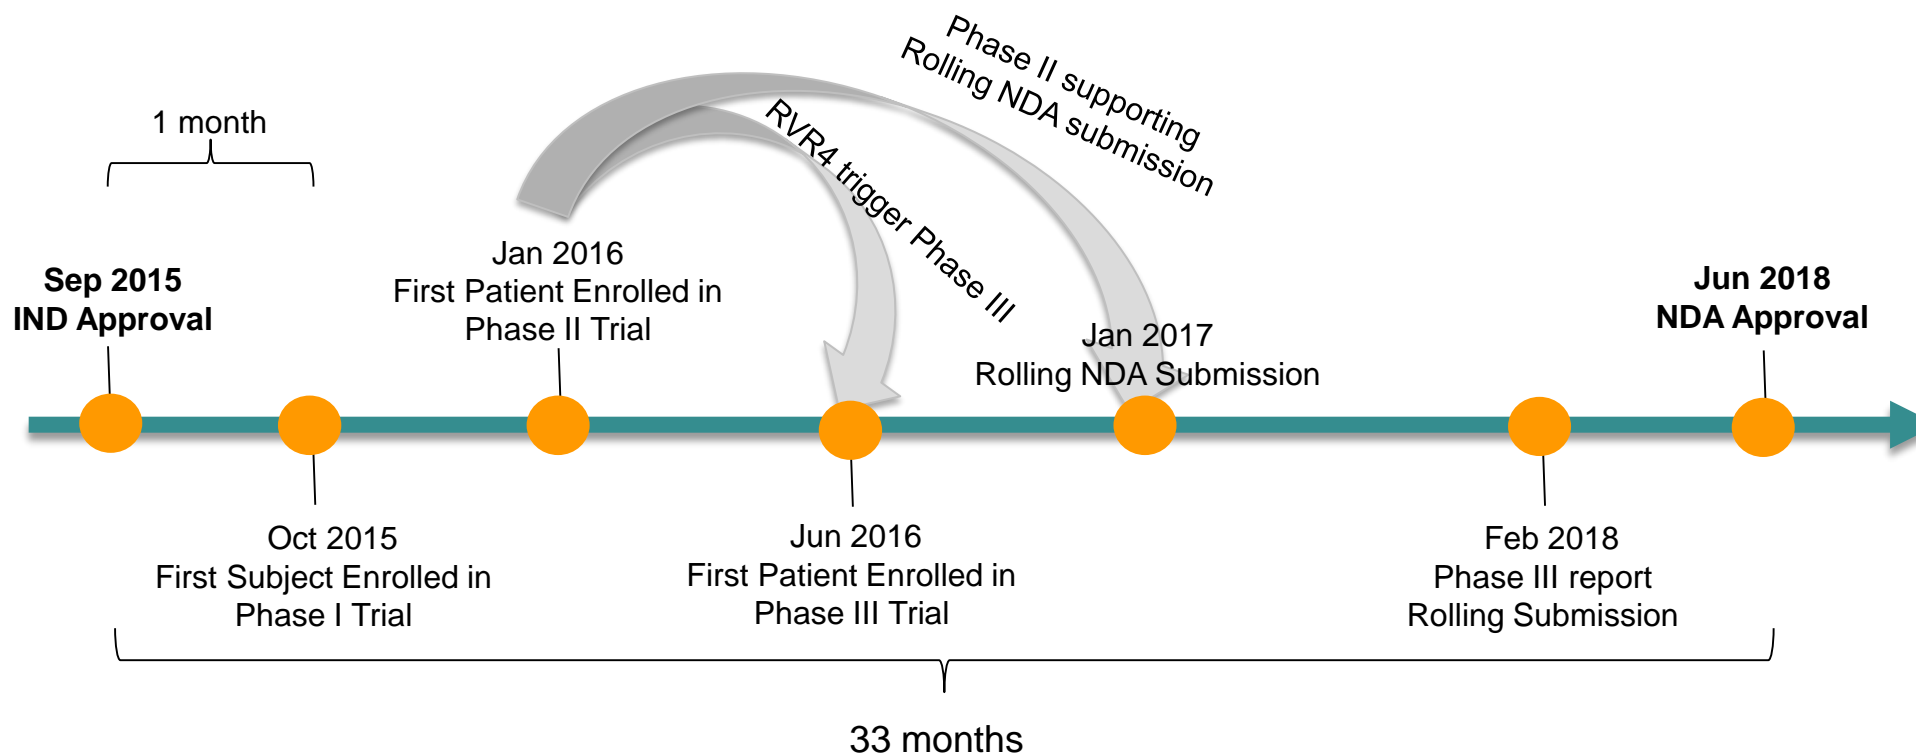 Phase II supporting
Rolling NDA submission
RVR4 trigger Phase III
1 month
Sep 2015
IND Approval
Jan 2016
First Patient Enrolled in
Phase II Trial
Jan 2017
Rolling NDA Submission
Jun 2018
NDA Approval
Oct 2015
First Subject Enrolled in
Phase I Trial
Jun 2016
First Patient Enrolled in
Phase III Trial
Feb 2018
Phase III report
Rolling Submission
33 months